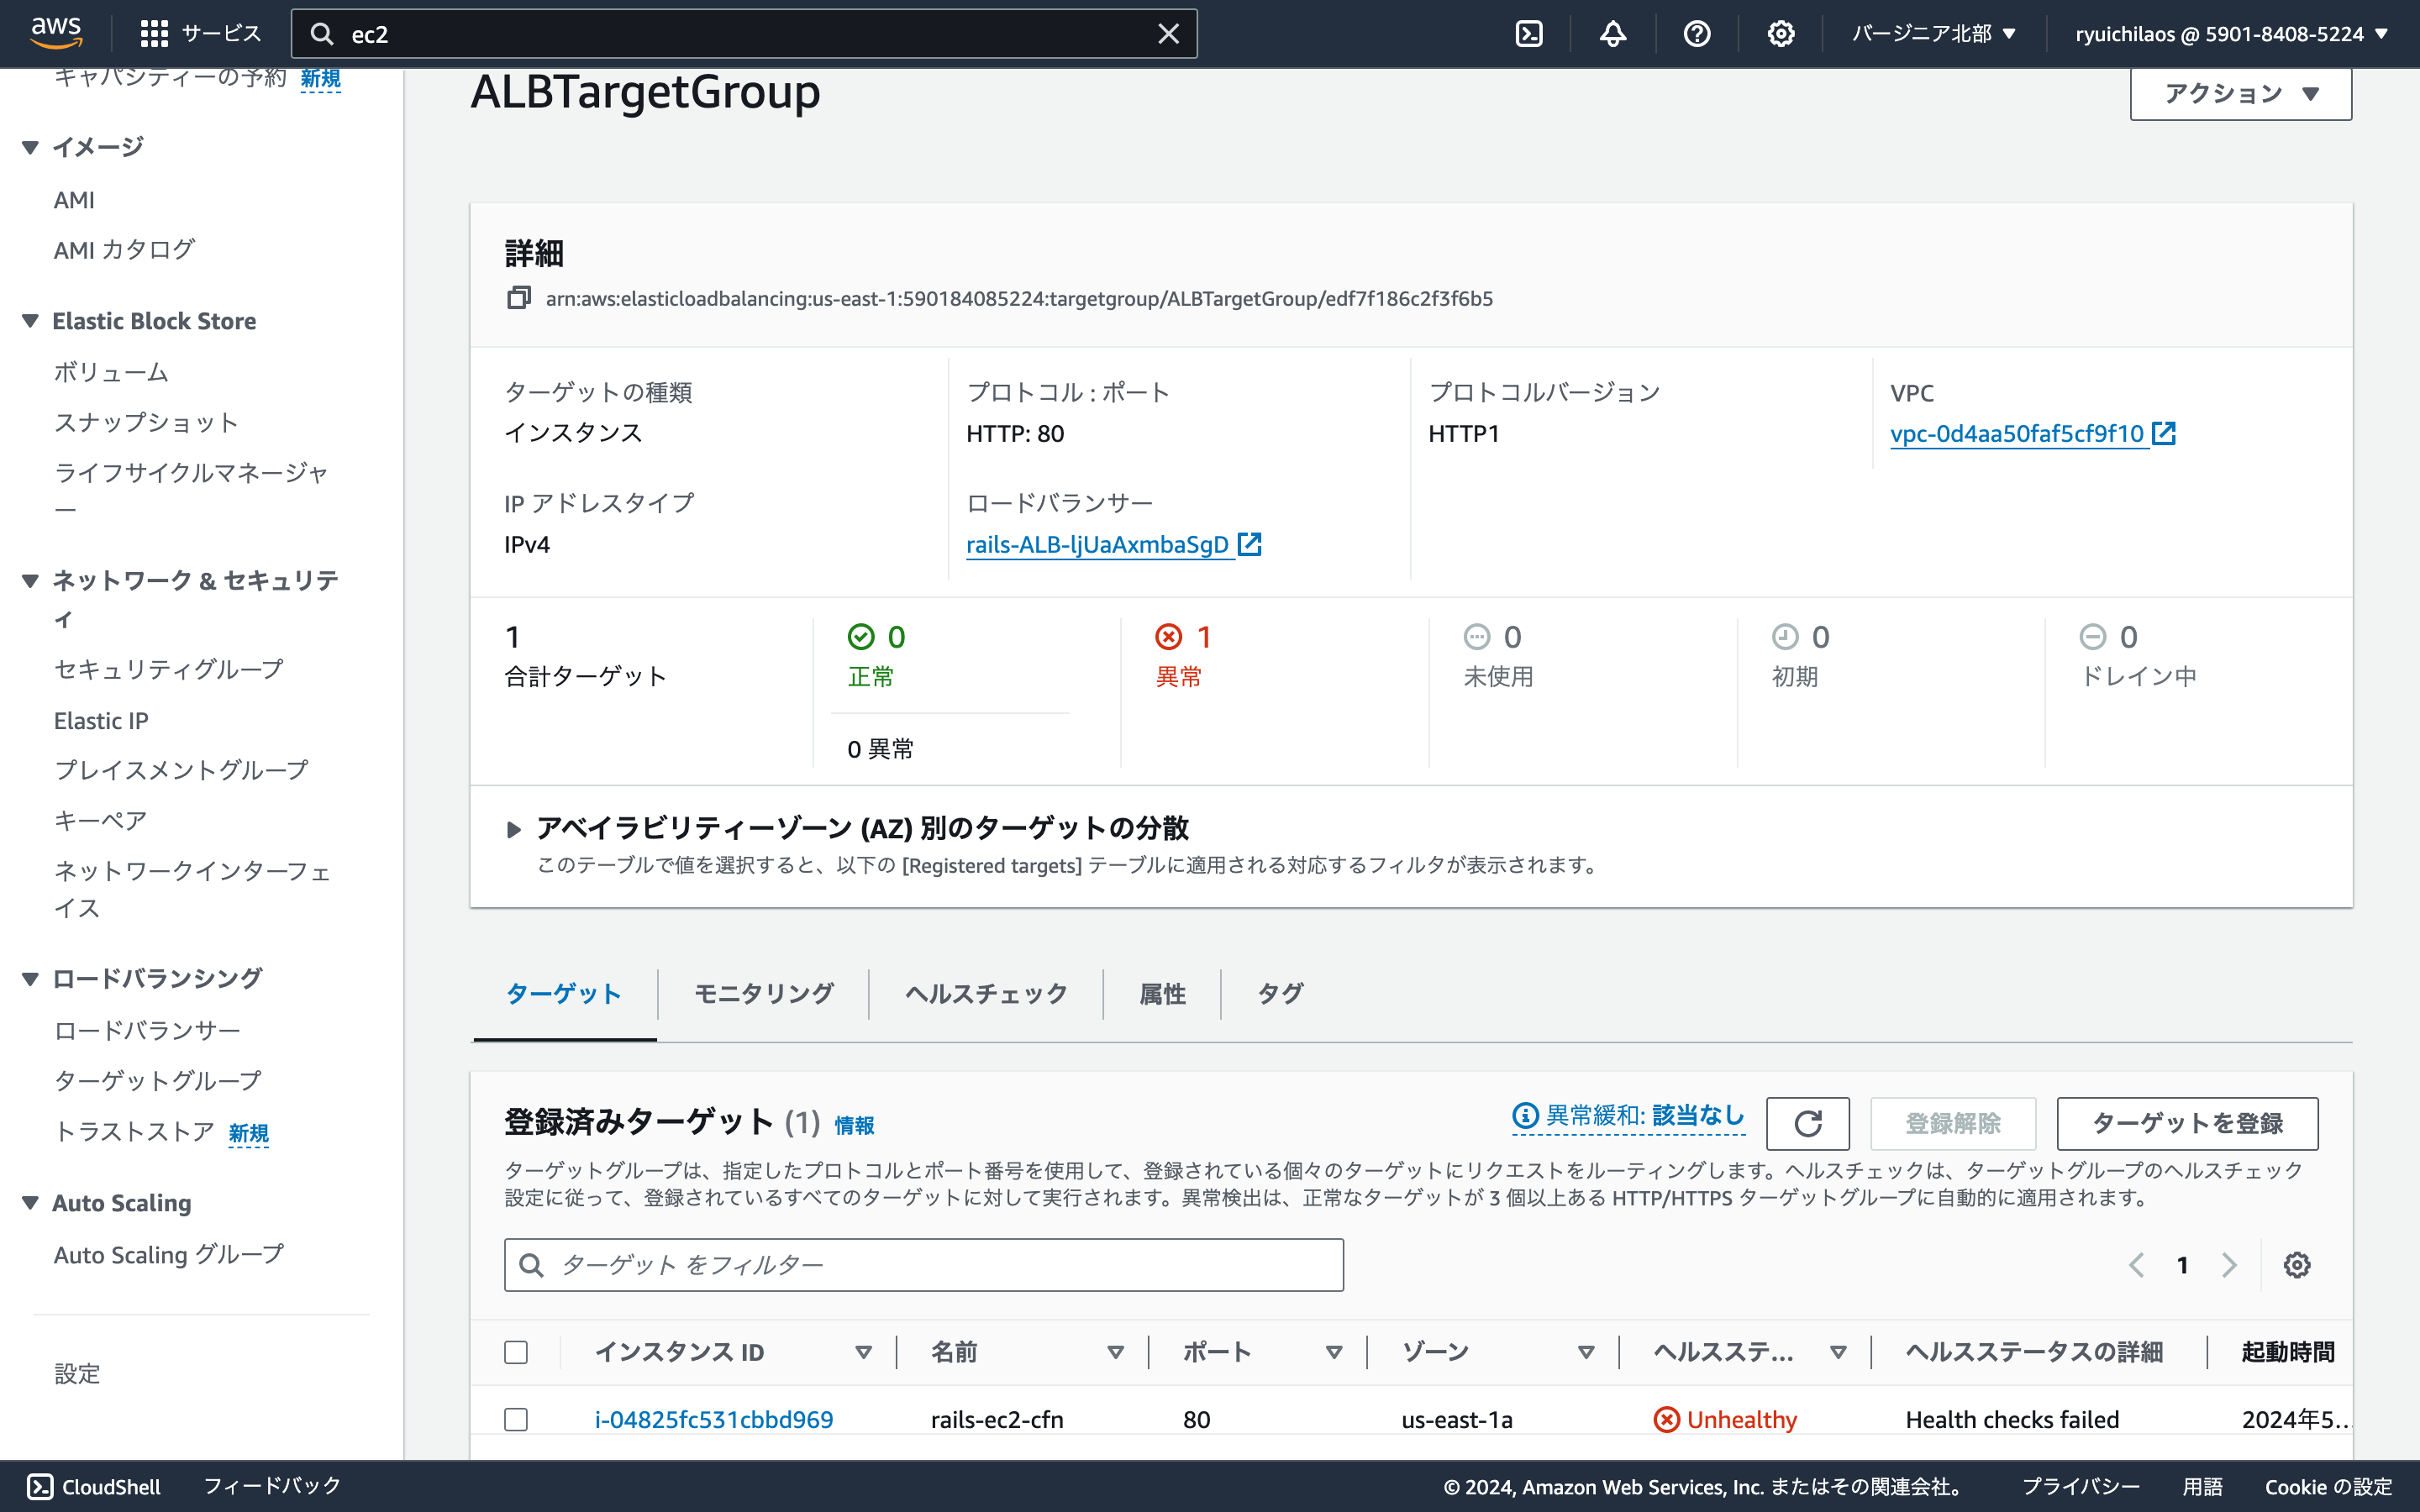 aws
サービス
ec2
バージニア北部
ryuichilaos @ 5901-8408-5224
キャパシティーの予約 新規
イメージ
AMI
AMI カタログ
Elastic Block Store
ボリューム
スナップショット
ライフサイクルマネージャ
ー
ネットワーク & セキュリテ
ィ
セキュリティグループ
Elastic IP
プレイスメントグループ
キーペア
ネットワークインターフェ
イス
ロードバランシング
ロードバランサー
ターゲットグループ
トラストストア 新規
Auto Scaling
Auto Scaling グループ
設定
ALBTargetGroup
アクション
詳細
arn:aws:elasticloadbalancing:us-east-1:590184085224:targetgroup/ALBTargetGroup/edf7f186c2f3f6b5
ターゲットの種類
インスタンス
プロトコル : ポート
HTTP: 80
プロトコルバージョン
HTTP1
VPC
vpc-0d4aa50faf5cf9f10
IP アドレスタイプ
IPv4
ロードバランサー
rails-ALB-ljUaAxmbaSgD
1
合計ターゲット
0
正常
0 異常
1
異常
0
未使用
0
初期
0
ドレイン中
アベイラビリティーゾーン (AZ) 別のターゲットの分散
このテーブルで値を選択すると、以下の [Registered targets] テーブルに適用される対応するフィルタが表示されます。
ターゲット
モニタリング
ヘルスチェック
属性
タグ
登録済みターゲット (1) 情報
異常緩和: 該当なし
登録解除
ターゲットを登録
ターゲットグループは、指定したプロトコルとポート番号を使用して、登録されている個々のターゲットにリクエストをルーティングします。ヘルスチェックは、ターゲットグループのヘルスチェック
設定に従って、登録されているすべてのターゲットに対して実行されます。異常検出は、正常なターゲットが 3 個以上ある HTTP/HTTPS ターゲットグループに自動的に適用されます。
ターゲット をフィルター
1
インスタンス ID
名前
ポート
ゾーン
ヘルスステ...
ヘルスステータスの詳細
起動時間
i-04825fc531cbbd969
rails-ec2-cfn
80
us-east-1a
Unhealthy
Health checks failed
2024年5...
CloudShell
フィードバック
© 2024, Amazon Web Services, Inc. またはその関連会社。
プライバシー
用語
Cookie の設定